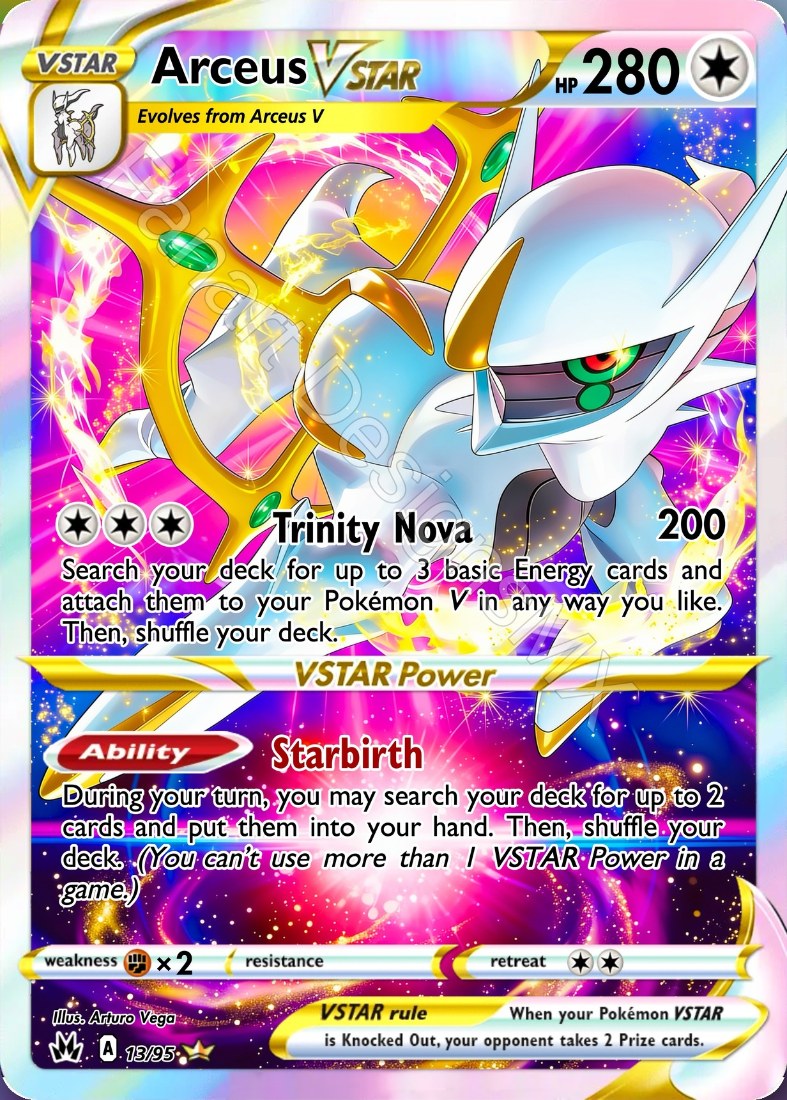 VSTAR
Arceus VSTAR
HP 280
Evolves from Arceus V
Fanart DesignsMX
Trinity Nova 200
Search your deck for up to 3 basic Energy cards and
attach them to your Pokémon V in any way you like.
Then, shuffle your deck.
VSTAR Power
Ability Starbirth
During your turn, you may search your deck for up to 2
cards and put them into your hand. Then, shuffle your
deck. (You can't use more than 1 VSTAR Power in a
game.)
weakness ×2 resistance retreat
Illus. Arturo Vega
A 13/95
VSTAR rule When your Pokémon VSTAR
is Knocked Out, your opponent takes 2 Prize cards.